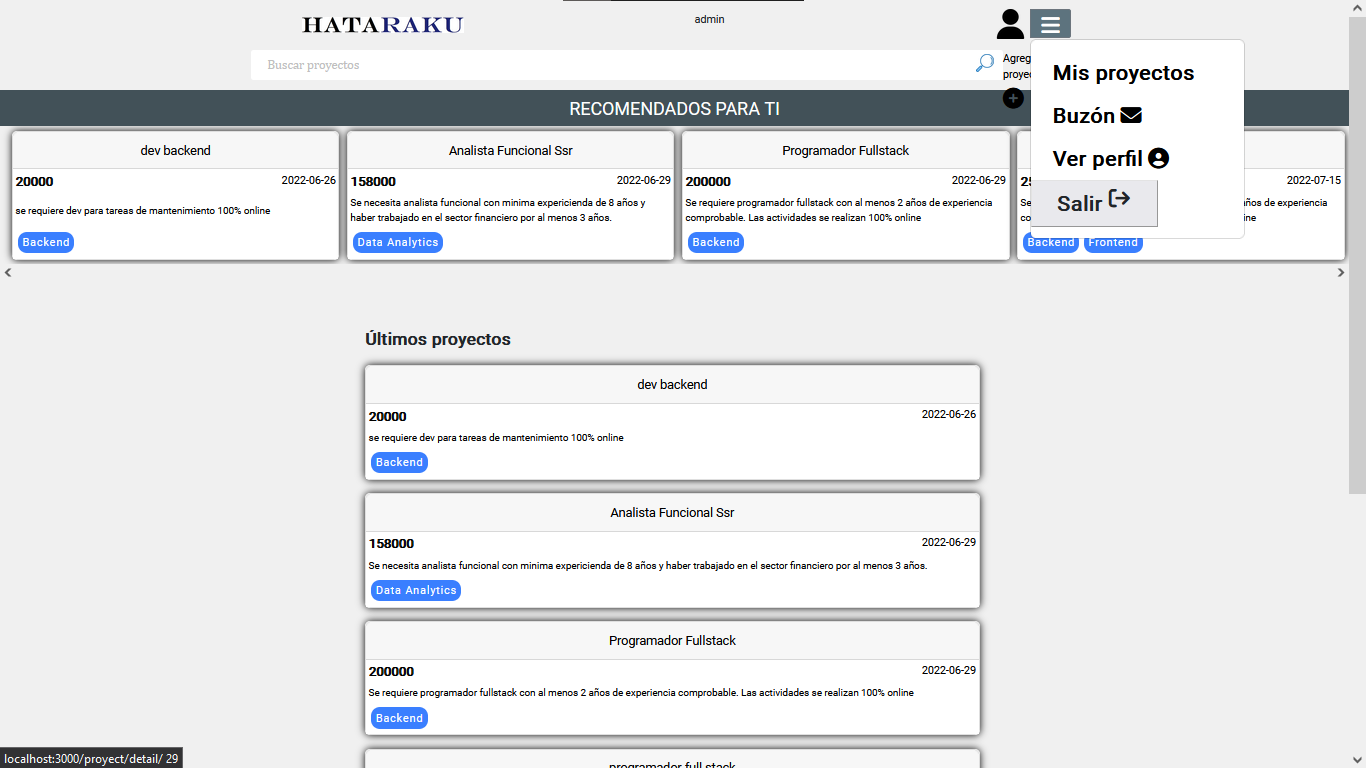 HATARAKU
admin
Buscar proyectos
Agreg
proye
Mis proyectos
Buzón
Ver perfil
Salir
RECOMENDADOS PARA TI
dev backend
20000
2022-06-26
se requiere dev para tareas de mantenimiento 100% online
Backend
Analista Funcional Ssr
158000
2022-06-29
Se necesita analista funcional con minima expericienda de 8 años y
haber trabajado en el sector financiero por al menos 3 años.
Data Analytics
Programador Fullstack
200000
2022-06-29
Se requiere programador fullstack con al menos 2 años de experiencia
comprobable. Las actividades se realizan 100% online
Backend
25
2022-07-15
Se
años de experiencia
co
ine
Backend
Frontend
Últimos proyectos
dev backend
20000
2022-06-26
se requiere dev para tareas de mantenimiento 100% online
Backend
Analista Funcional Ssr
158000
2022-06-29
Se necesita analista funcional con minima expericienda de 8 años y haber trabajado en el sector financiero por al menos 3 años.
Data Analytics
Programador Fullstack
200000
2022-06-29
Se requiere programador fullstack con al menos 2 años de experiencia comprobable. Las actividades se realizan 100% online
Backend
programador full stack
localhost:3000/proyect/detail/ 29